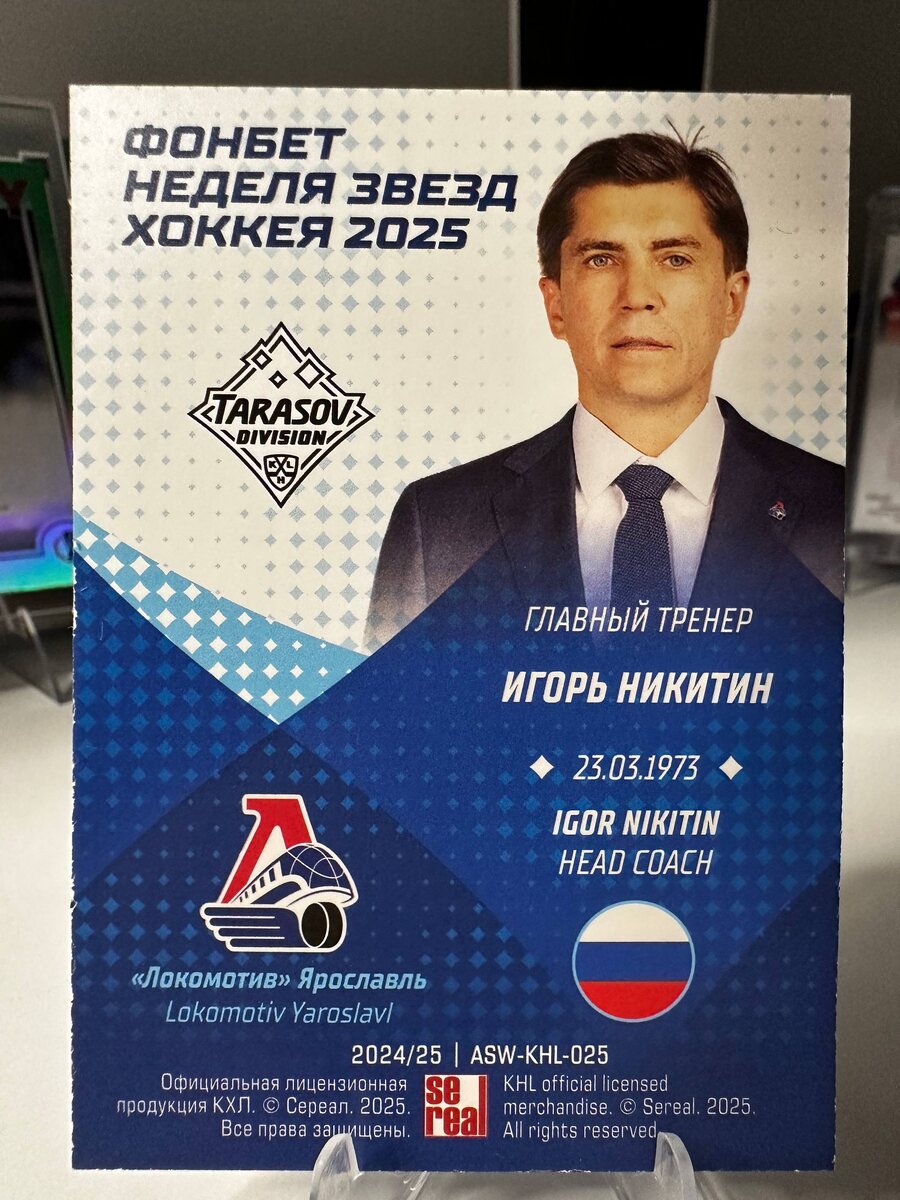 ФОНБЕТ
НЕДЕЛЯ ЗВЕЗД
ХОККЕЯ 2025
TARASOV
DIVISION
KHL
ГЛАВНЫЙ ТРЕНЕР
ИГОРЬ НИКИТИН
23.03.1973
IGOR NIKITIN
HEAD COACH
«Локомотив» Ярославль
Lokomotiv Yaroslavl
2024/25 | ASW-KHL-025
Официальная лицензионная
продукция КХЛ. © Сереал. 2025.
Все права защищены.
se
real
KHL official licensed
merchandise. © Sereal. 2025.
All rights reserved.